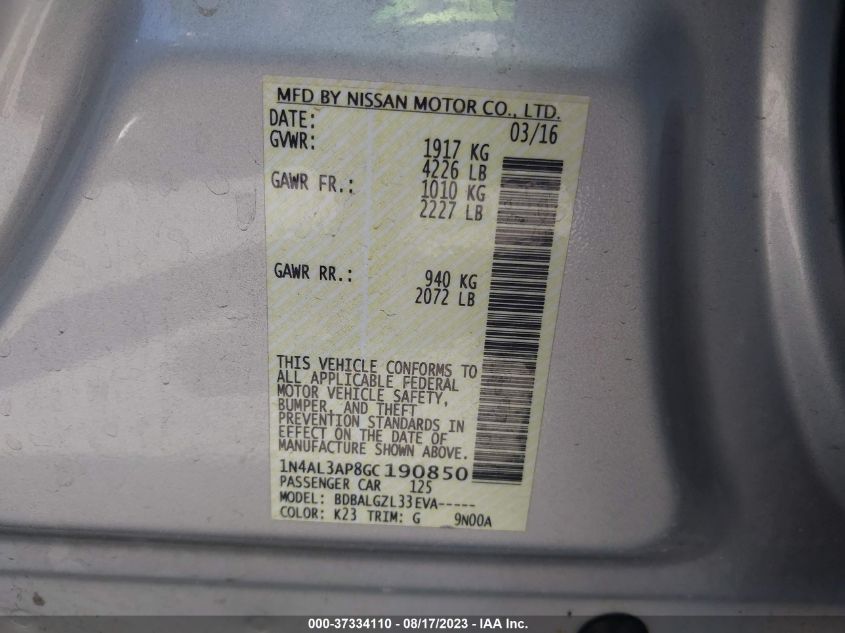 MFD BY NISSAN MOTOR CO., LTD.
DATE: 03/16
GVWR: 1917 KG
4226 LB
GAWR FR.: 1010 KG
2227 LB
GAWR RR.: 940 KG
2072 LB
THIS VEHICLE CONFORMS TO
ALL APPLICABLE FEDERAL
MOTOR VEHICLE SAFETY,
BUMPER, AND THEFT
PREVENTION STANDARDS IN
EFFECT ON THE DATE OF
MANUFACTURE SHOWN ABOVE.
1N4AL3AP8GC190850
PASSENGER CAR 125
MODEL: BDBALGZL33EVA-----
COLOR: K23 TRIM: G 9N00A
000-37334110 - 08/17/2023 - 1 - IAA Inc.